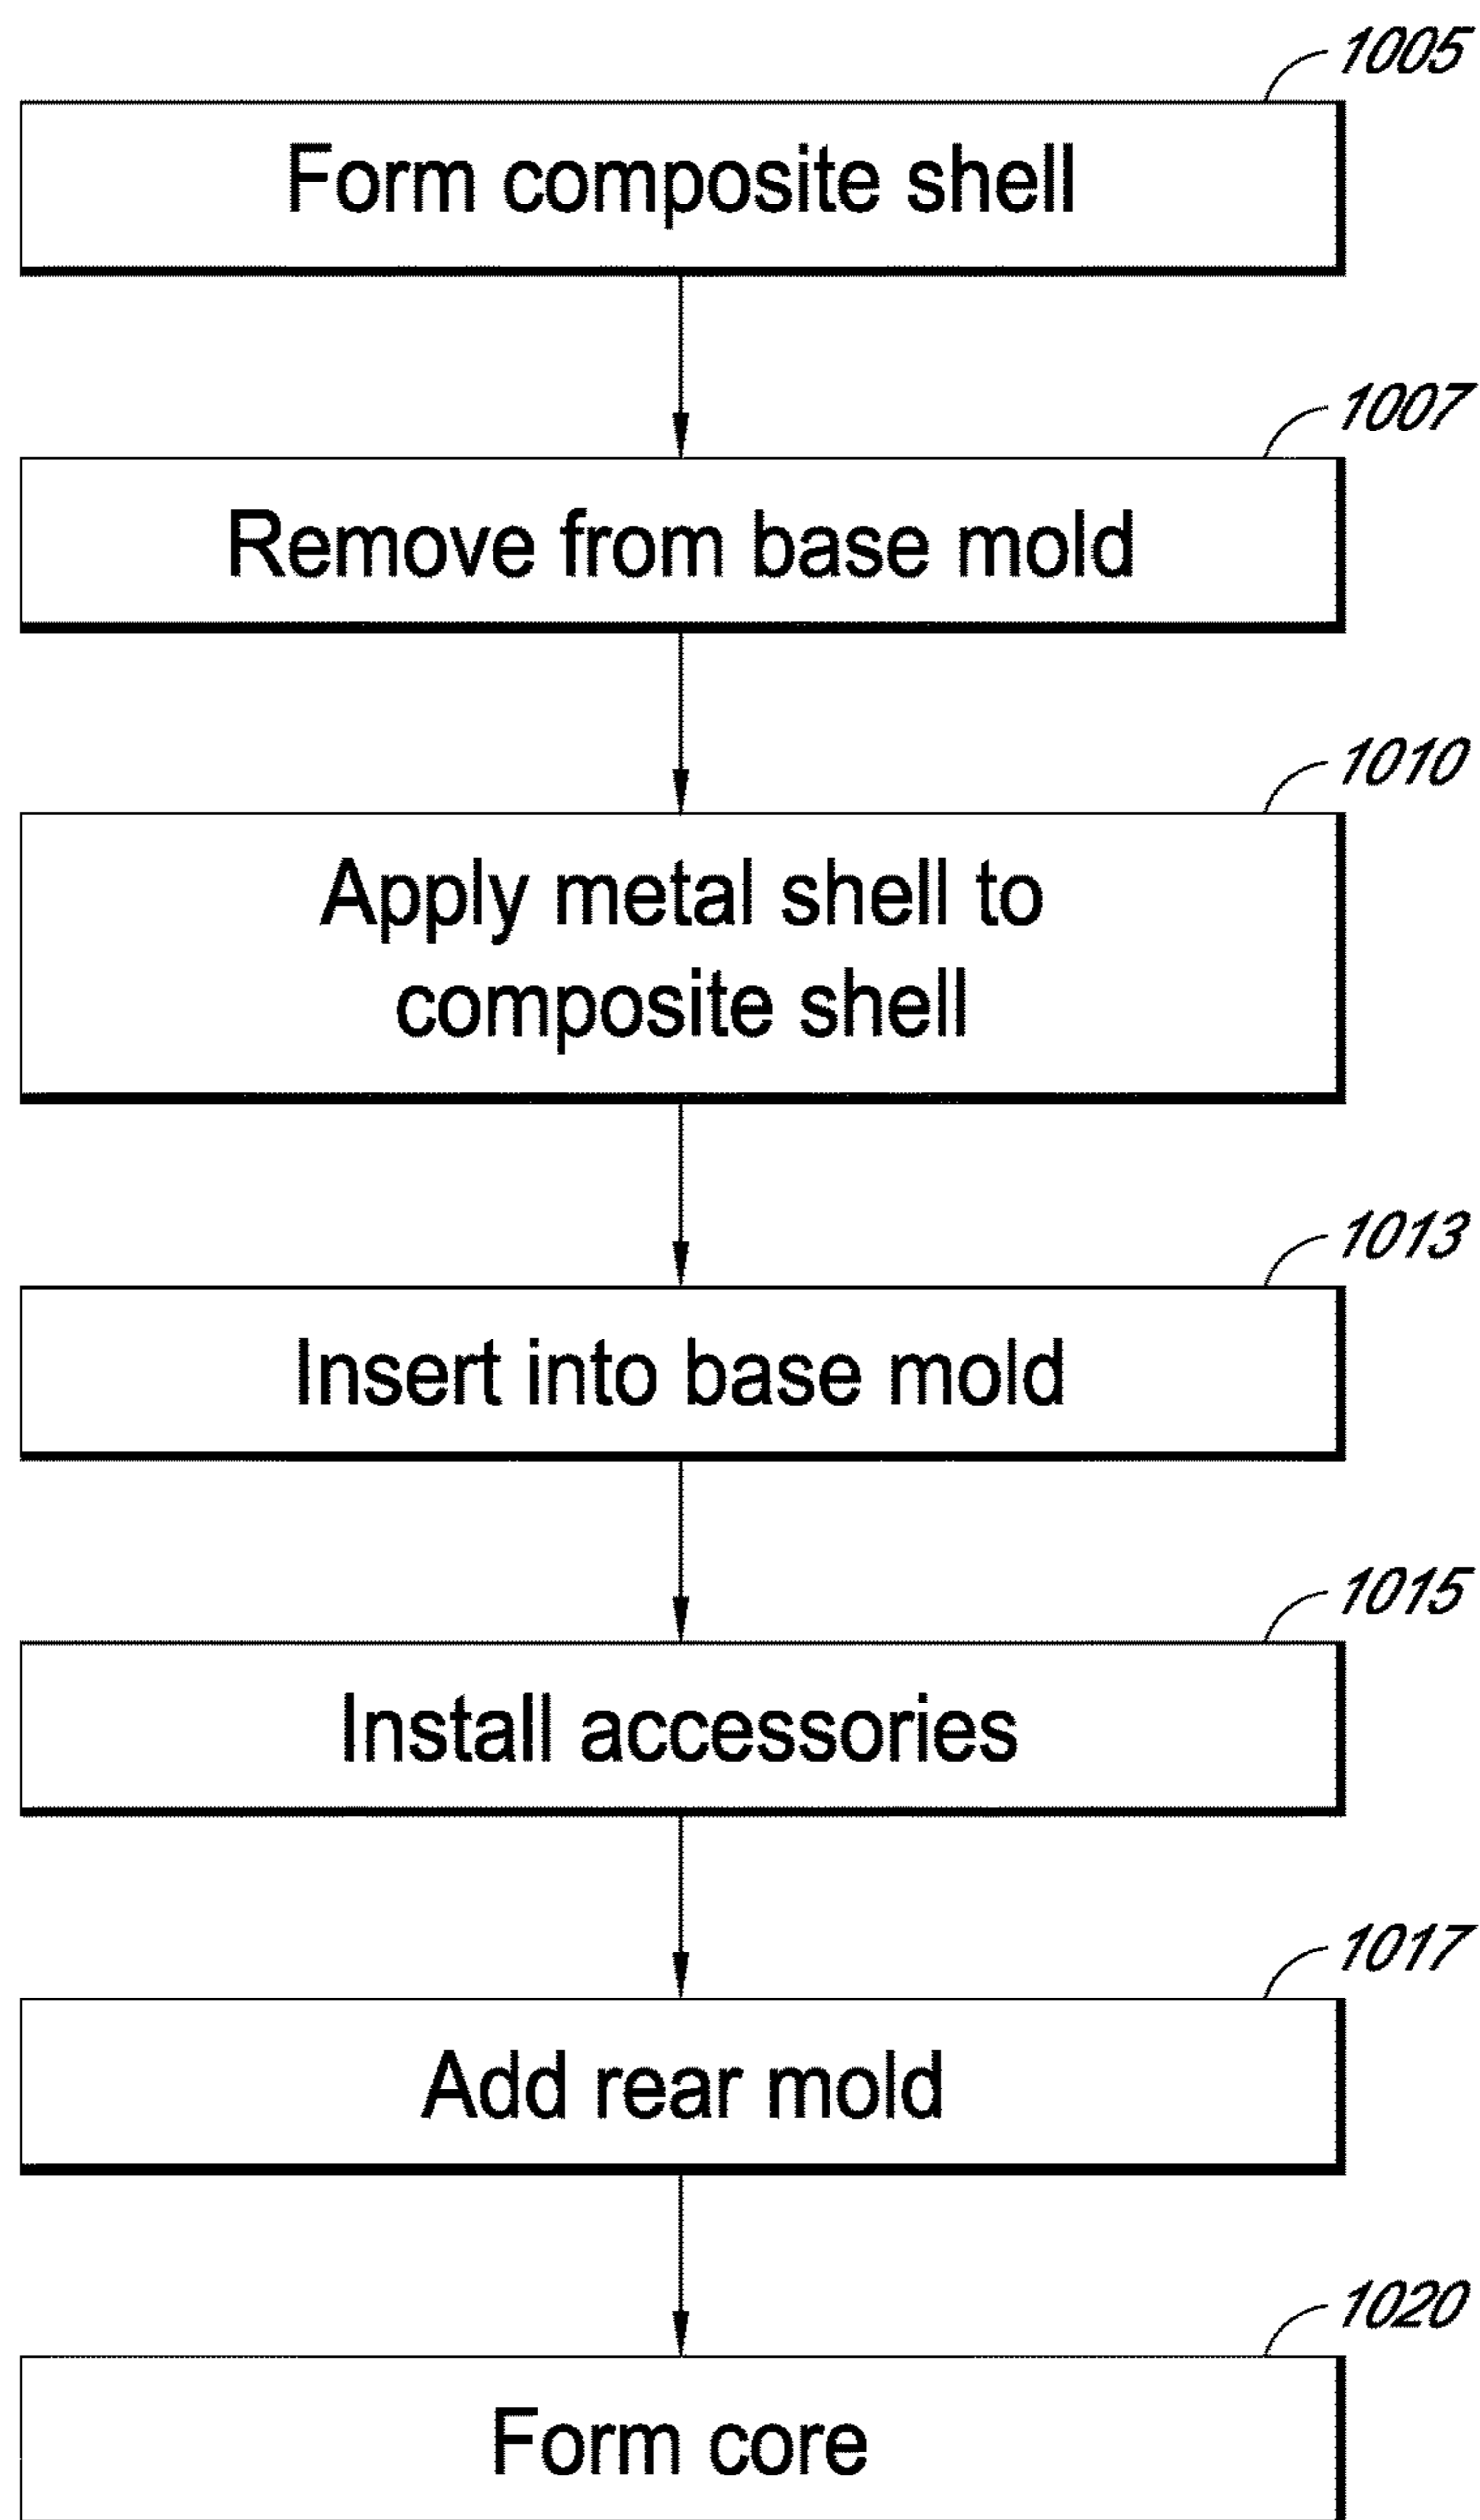 1005
Form composite shell
1007
Remove from base mold
1010
Apply metal shell to
composite shell
1013
Insert into base mold
1015
Install accessories
1017
Add rear mold
1020
Form core